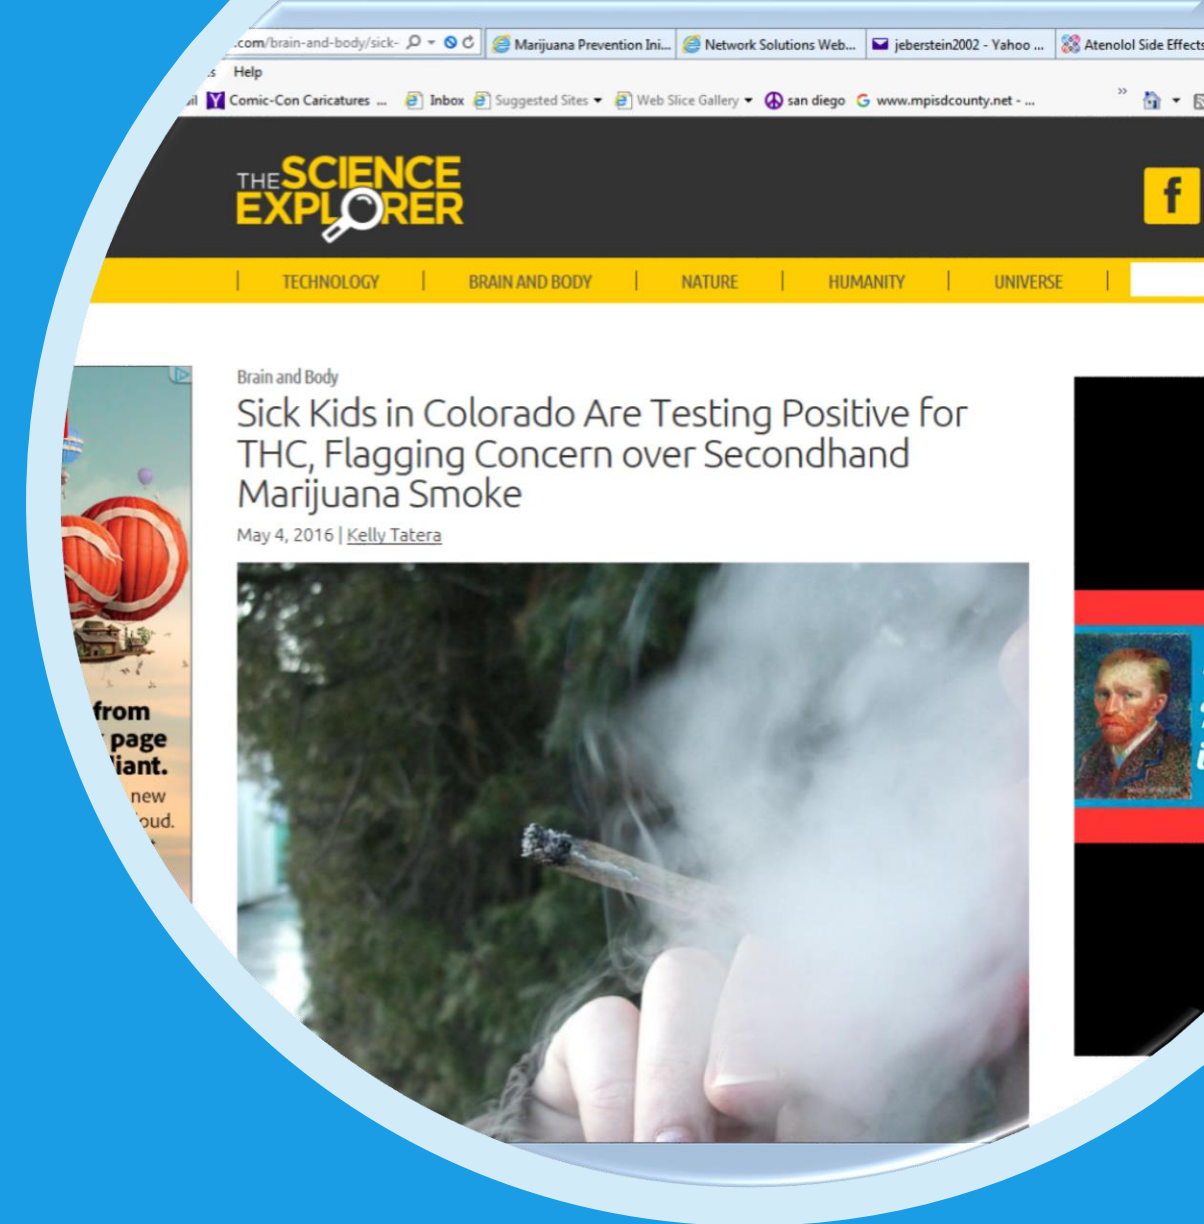 .com/brain-and-body/sick-
Marijuana Prevention Ini...
Network Solutions Web...
jeberstein2002 - Yahoo ...
Atenolol Side Effects
Help
Comic-Con Caricatures ...
Inbox
Suggested Sites
Web Slice Gallery
san diego
www.mpisdcounty.net - ...
THE SCIENCE
EXPLORER
f
TECHNOLOGY
BRAIN AND BODY
NATURE
HUMANITY
UNIVERSE
Brain and Body
Sick Kids in Colorado Are Testing Positive for
THC, Flagging Concern over Secondhand
Marijuana Smoke
May 4, 2016 | Kelly Tatera
from
page
iant.
new
oud.